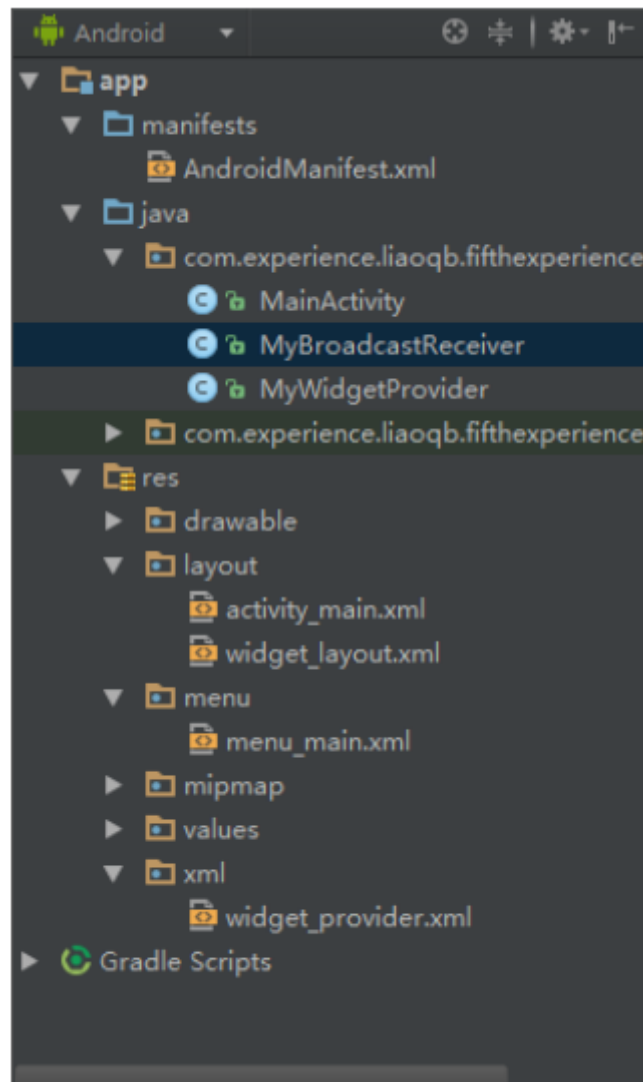 Android
app
manifests
AndroidManifest.xml
java
com.experience.liaoqb.fifthexperience
MainActivity
MyBroadcastReceiver
MyWidgetProvider
com.experience.liaoqb.fifthexperience
res
drawable
layout
activity_main.xml
widget_layout.xml
menu
menu_main.xml
mipmap
values
xml
widget_provider.xml
Gradle Scripts